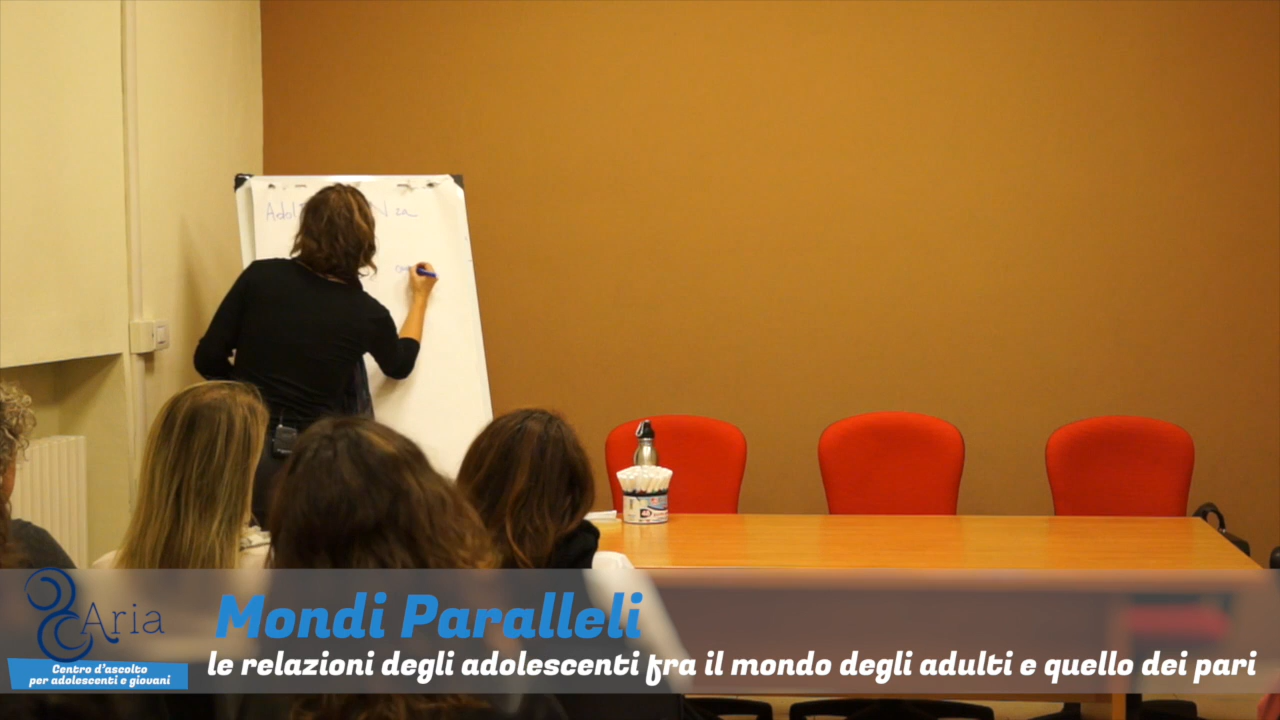 Mondi Paralleli
le relazioni degli adolescenti fra il mondo degli adulti e quello dei pari
Aria
Centro d'ascolto
per adolescenti e giovani